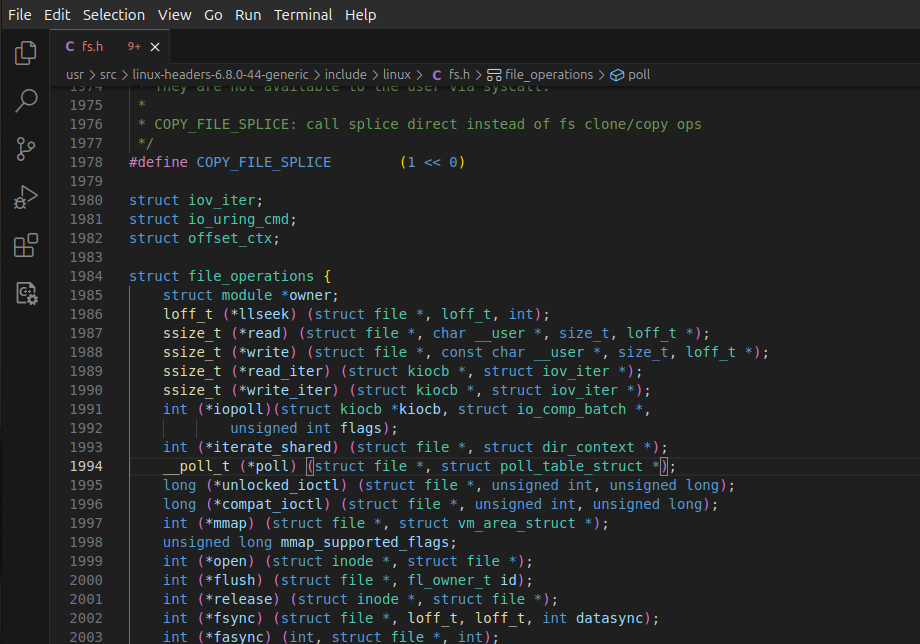 File Edit Selection View Go Run Terminal Help
C fs.h 9+ ×
usr > src > linux-headers-6.8.0-44-generic > include > linux > C fs.h > file_operations > poll
1974 * They are not available to the user via syscall.
1975 *
1976 * COPY_FILE_SPLICE: call splice direct instead of fs clone/copy ops
1977 */
1978 #define COPY_FILE_SPLICE (1 << 0)
1979
1980 struct iov_iter;
1981 struct io_uring_cmd;
1982 struct offset_ctx;
1983
1984 struct file_operations {
1985 struct module *owner;
1986 loff_t (*llseek) (struct file *, loff_t, int);
1987 ssize_t (*read) (struct file *, char __user *, size_t, loff_t *);
1988 ssize_t (*write) (struct file *, const char __user *, size_t, loff_t *);
1989 ssize_t (*read_iter) (struct kiocb *, struct iov_iter *);
1990 ssize_t (*write_iter) (struct kiocb *, struct iov_iter *);
1991 int (*iopoll)(struct kiocb *kiocb, struct io_comp_batch *,
1992 unsigned int flags);
1993 int (*iterate_shared) (struct file *, struct dir_context *);
1994 __poll_t (*poll) (struct file *, struct poll_table_struct *);
1995 long (*unlocked_ioctl) (struct file *, unsigned int, unsigned long);
1996 long (*compat_ioctl) (struct file *, unsigned int, unsigned long);
1997 int (*mmap) (struct file *, struct vm_area_struct *);
1998 unsigned long mmap_supported_flags;
1999 int (*open) (struct inode *, struct file *);
2000 int (*flush) (struct file *, fl_owner_t id);
2001 int (*release) (struct inode *, struct file *);
2002 int (*fsync) (struct file *, loff_t, loff_t, int datasync);
2003 int (*fasync) (int, struct file *, int);